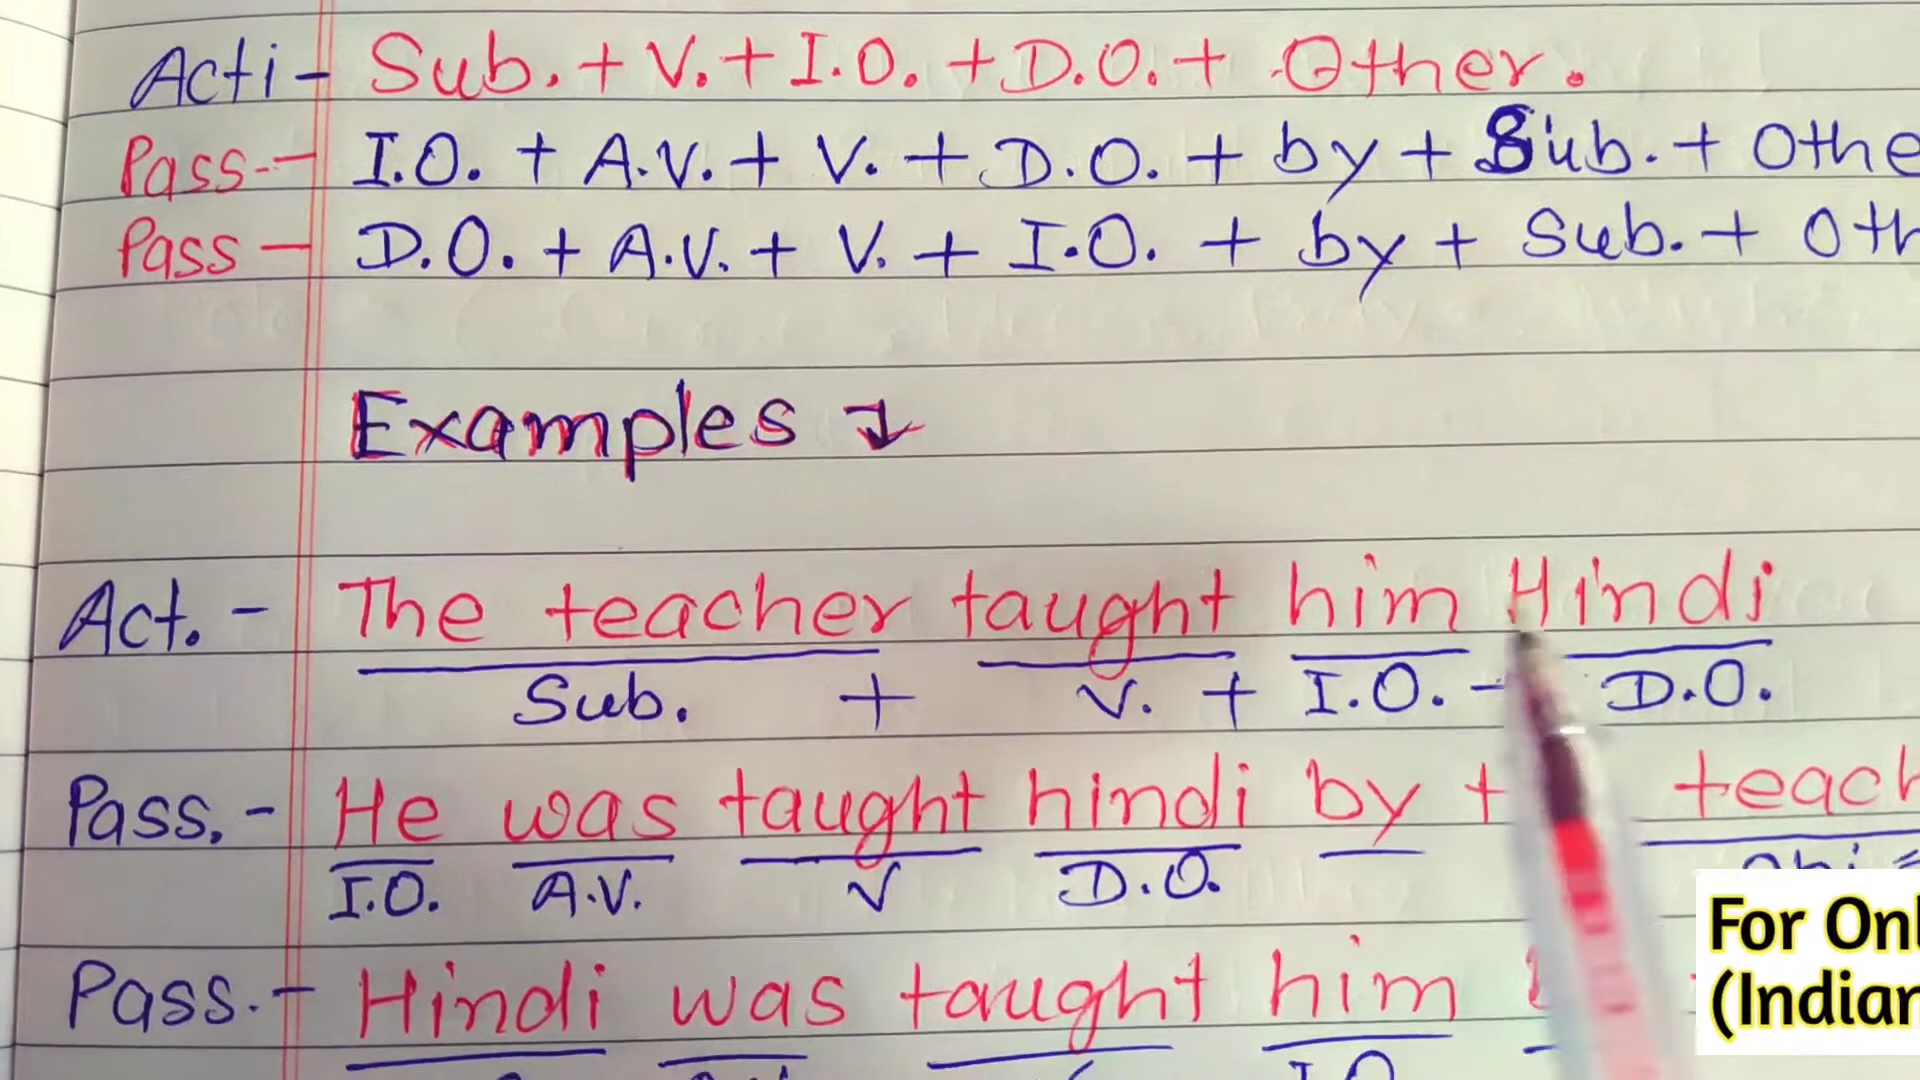 Acti- Sub. + V. + I.O. + D.O. + Other.
Pass.- I.O. + A.V. + V. + D.O. + by + Sub. + Othe
Pass - D.O. + A.V. + V. + I.O. + by + Sub. + Oth
Examples
Act. - The teacher taught him Hindi
Sub. + V. + I.O. - D.O.
Pass. - He was taught hindi by t teach
I.O. A.V. V D.O.
For Onl
(Indian
Pass.- Hindi was taught him